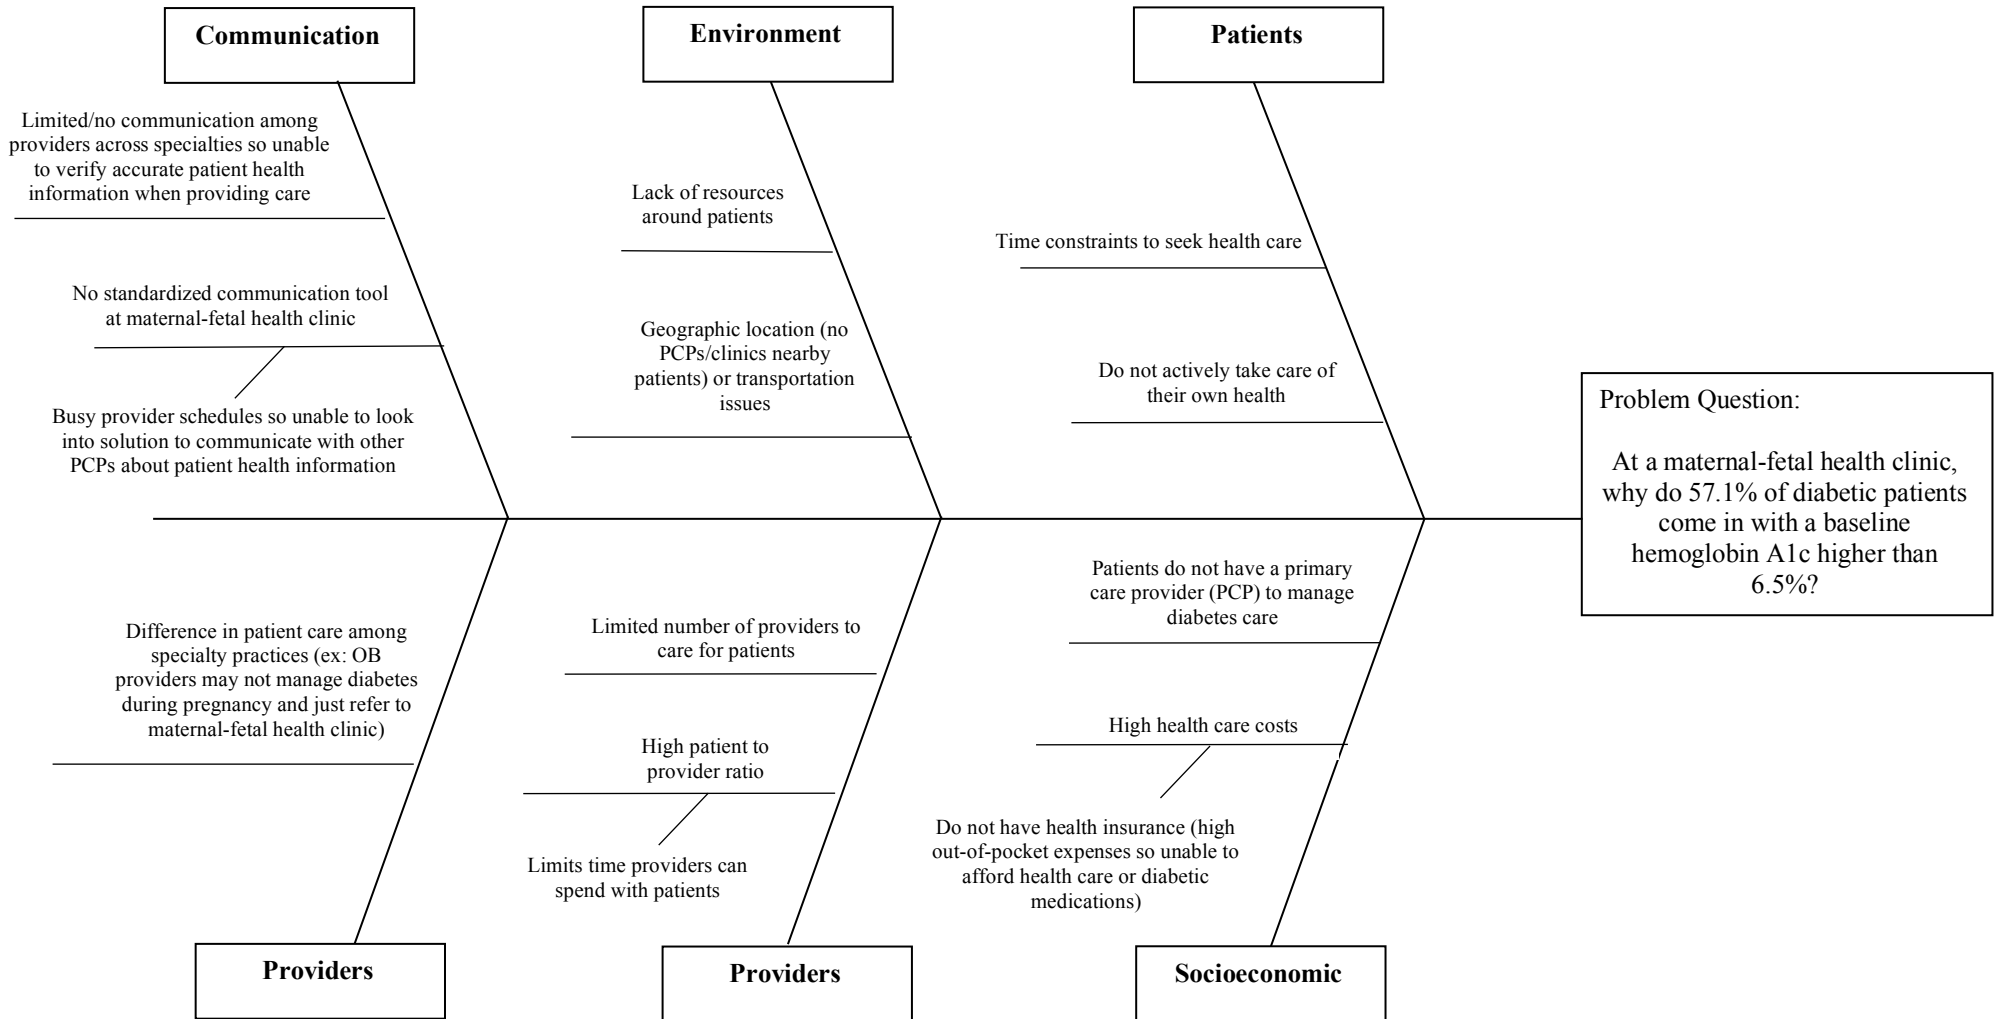 Communication
Environment
Patients
Limited/no communication among
providers across specialties so unable
to verify accurate patient health
information when providing care
No standardized communication tool
at maternal-fetal health clinic
Busy provider schedules so unable to look
into solution to communicate with other
PCPs about patient health information
Lack of resources
around patients
Geographic location (no
PCPs/clinics nearby
patients) or transportation
issues
Time constraints to seek health care
Do not actively take care of
their own health
Problem Question:
At a maternal-fetal health clinic,
why do 57.1% of diabetic patients
come in with a baseline
hemoglobin A1c higher than
6.5%?
Difference in patient care among
specialty practices (ex: OB
providers may not manage diabetes
during pregnancy and just refer to
maternal-fetal health clinic)
Limited number of providers to
care for patients
High patient to
provider ratio
Limits time providers can
spend with patients
Patients do not have a primary
care provider (PCP) to manage
diabetes care
High health care costs
Do not have health insurance (high
out-of-pocket expenses so unable to
afford health care or diabetic
medications)
Providers
Providers
Socioeconomic